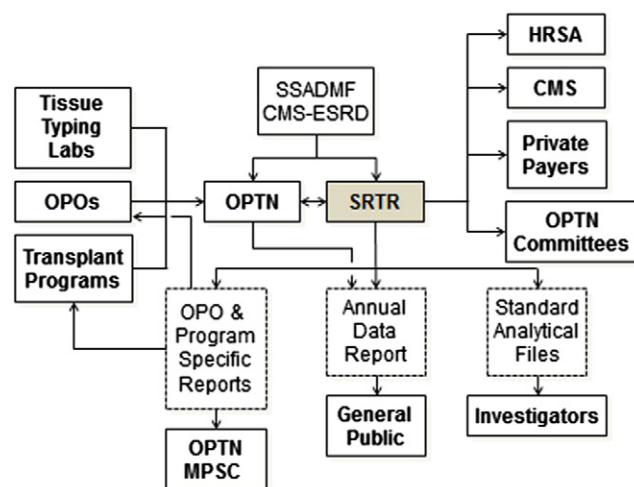 HRSA
SSADMF
CMS-ESRD
CMS
Tissue
Typing
Labs
Private
Payers
OPOs
OPTN
SRTR
OPTN
Committees
Transplant
Programs
OPO &
Program
Specific
Reports
Annual
Data
Report
Standard
Analytical
Files
General
Public
Investigators
OPTN
MPSC